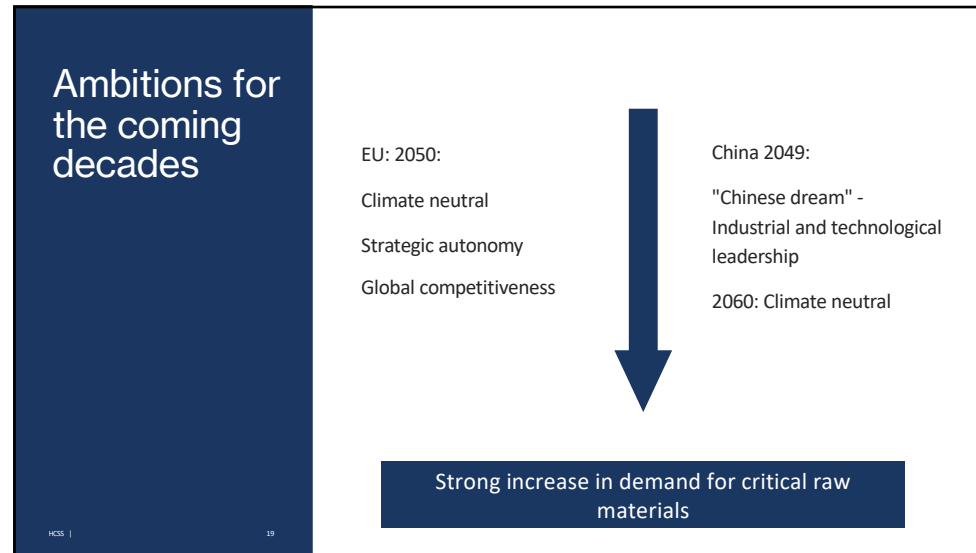 Ambitions for
the coming
decades
EU: 2050:
Climate neutral
Strategic autonomy
Global competitiveness
China 2049:
"Chinese dream" -
Industrial and technological
leadership
2060: Climate neutral
Strong increase in demand for critical raw
materials
HCSS |
19